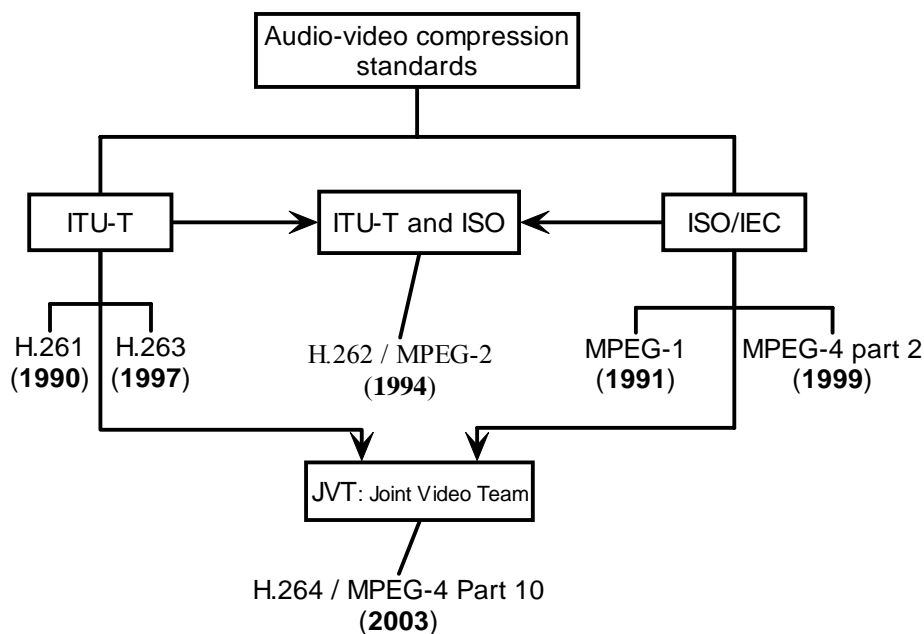 Audio-video compression
standards
ITU-T
ITU-T and ISO
ISO/IEC
H.261
(1990)
H.263
(1997)
H.262 / MPEG-2
(1994)
MPEG-1
(1991)
MPEG-4 part 2
(1999)
JVT: Joint Video Team
H.264 / MPEG-4 Part 10
(2003)